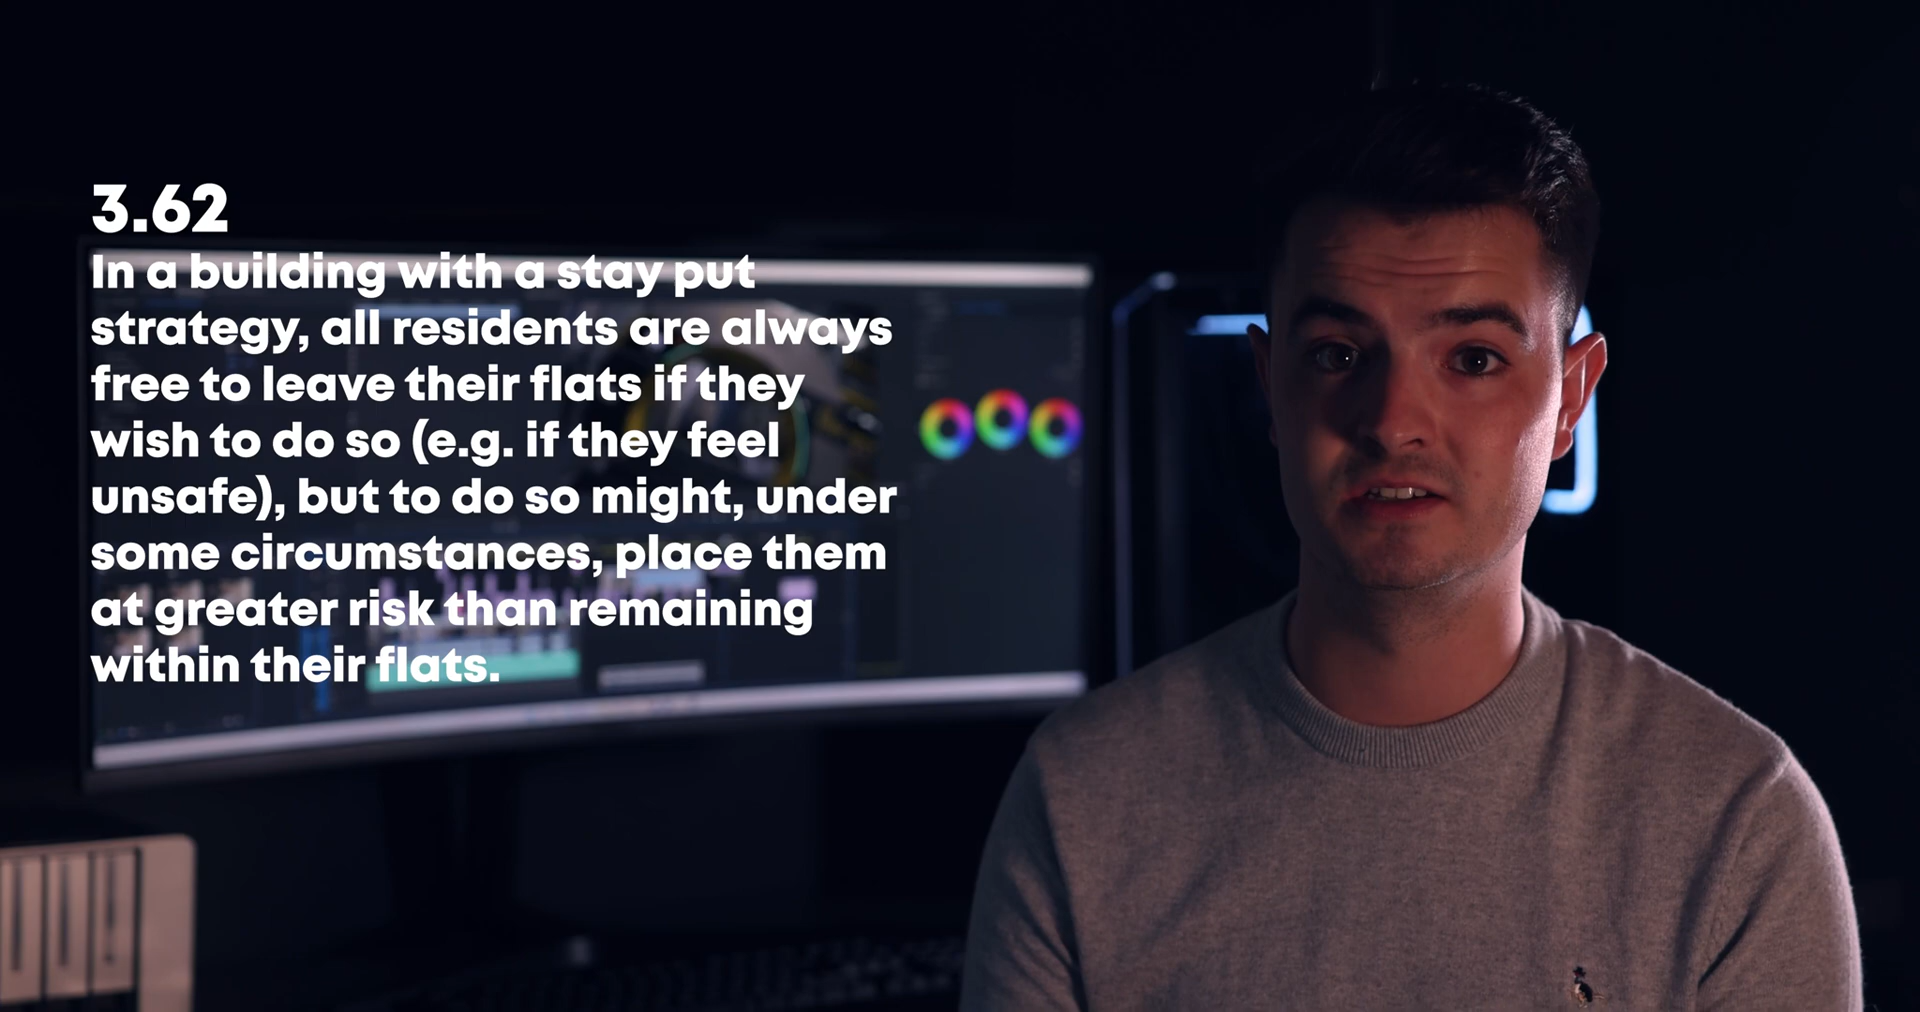 3.62
In a building with a stay put
strategy, all residents are always
free to leave their flats if they
wish to do so (e.g. if they feel
unsafe), but to do so might, under
some circumstances, place them
at greater risk than remaining
within their flats.